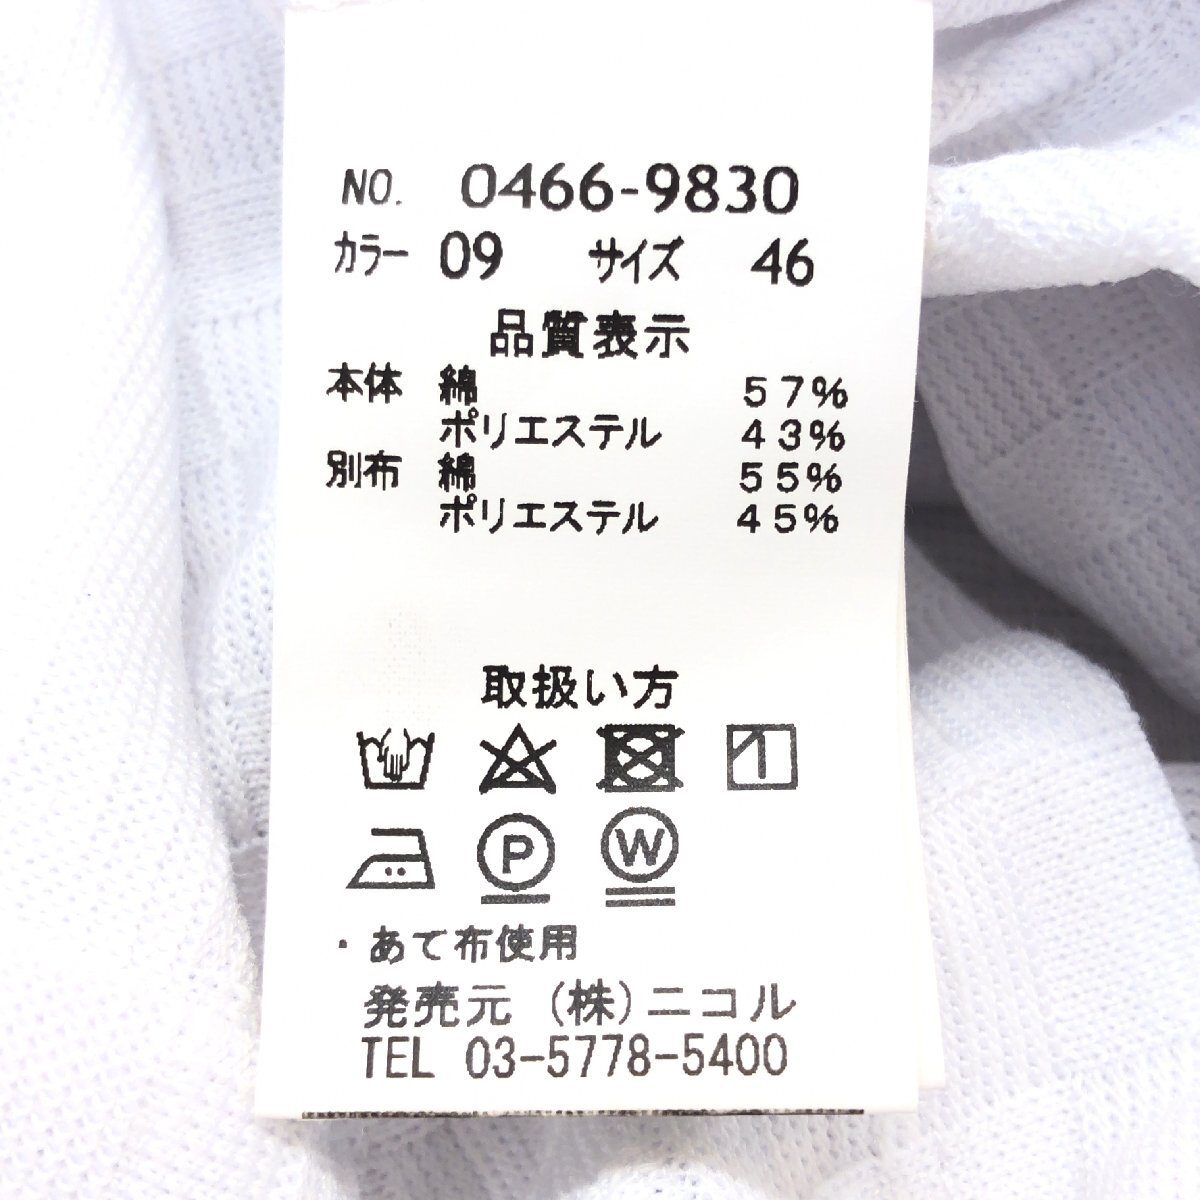 NO. 0466-9830
カラー 09 サイズ 46
品質表示
本体 綿 57%
ポリエステル 43%
別布 綿 55%
ポリエステル 45%
取扱い方
P W
・あて布使用
発売元 (株)ニコル
TEL 03-5778-5400